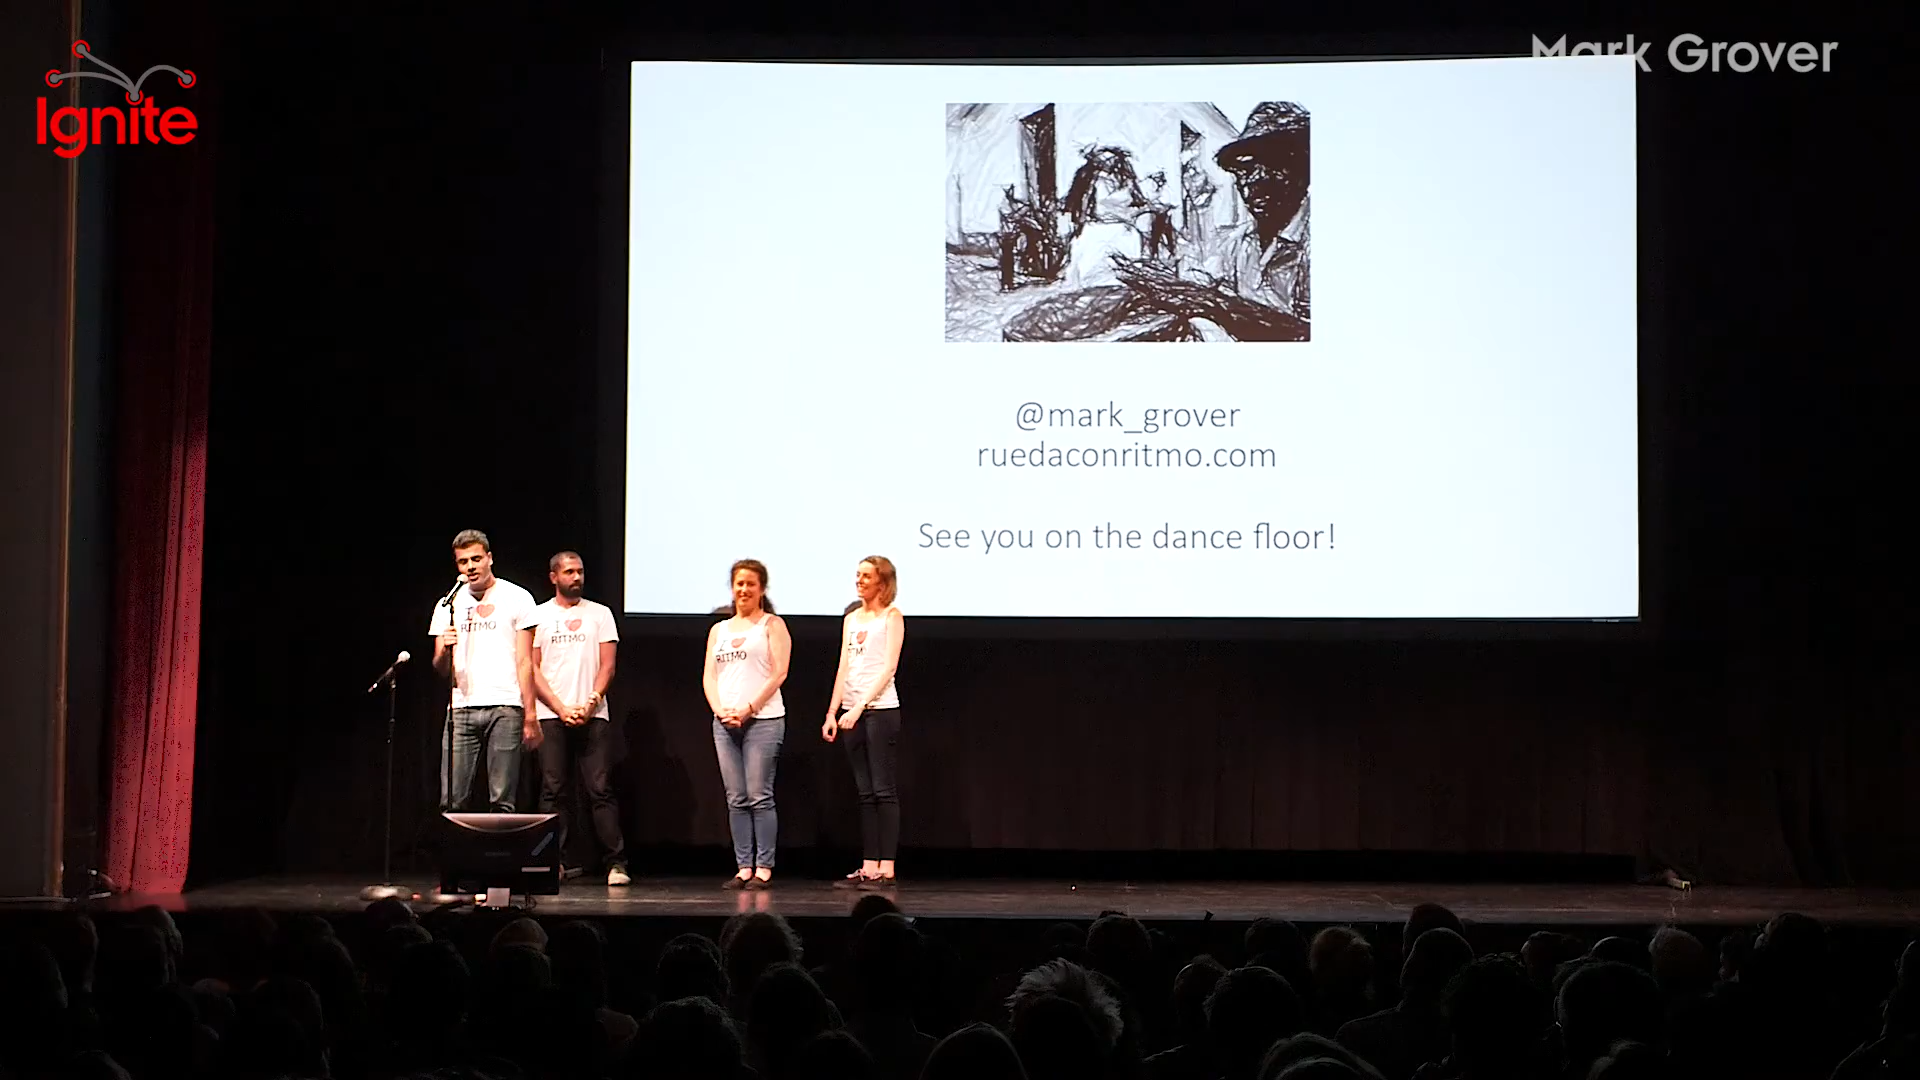 Ignite
Mark Grover
@mark_grover
ruedaconritmo.com
See you on the dance floor!
I
RITMO
I
RITMO
I
RITMO
I